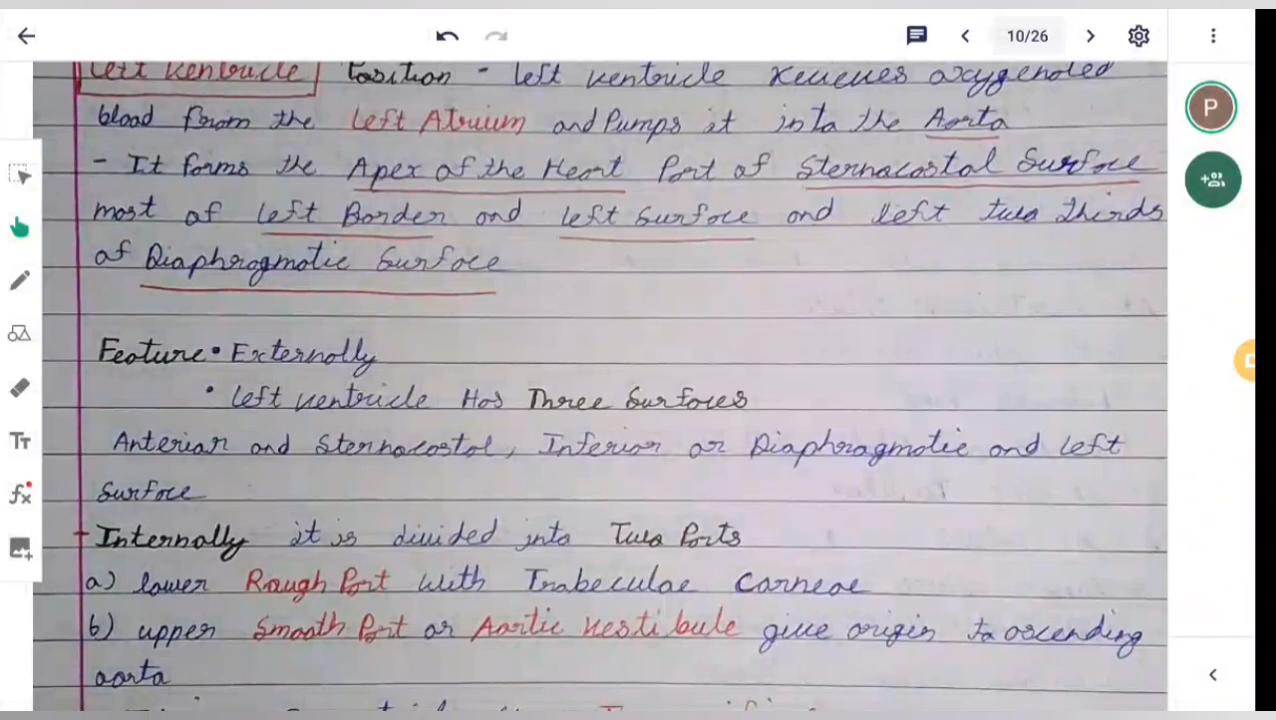 10/26
P
Left Ventricle Position - left ventricle receives oxygenated
blood from the Left Atrium and Pumps it into the Aorta
- It forms the Apex of the Heart Part of Sternocostal Surface
most of left Border and left surface and left two thirds
of Diaphragmatic Surface
Feature • Externally
• left ventricle Has Three Surfaces
Anterior and Sternocostal, Inferior or Diaphragmatic and left
Surface
Internally it is divided into Two Parts
a) lower Rough Part with Trabeculae Carneae
b) upper Smooth Part or Aortic Vestibule give origin to ascending
aorta
Tт
fx